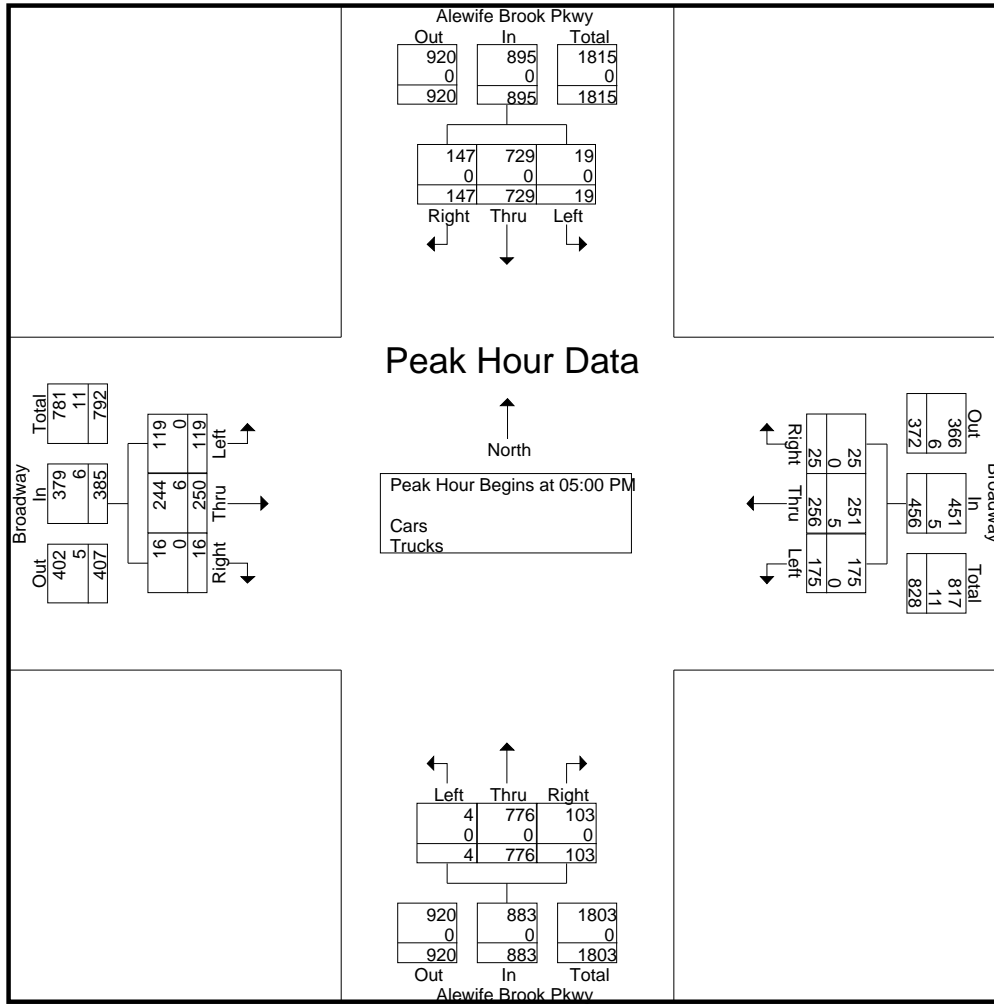 Alewife Brook Pkwy
Out In Total
920 895 1815
0 0 0
920 895 1815
147 729 19
0 0 0
147 729 19
Right Thru Left
Peak Hour Data
North
Peak Hour Begins at 05:00 PM
Cars
Trucks
Broadway
Total In Out
781 379 402
11 6 5
792 385 407
Left Thru Right
119 244 16
0 6 0
119 250 16
Right Thru Left
25 251 175
0 5 0
25 256 175
Out In Total
366 451 817
6 5 11
372 456 828
Broadway
Left Thru Right
4 776 103
0 0 0
4 776 103
920 883 1803
0 0 0
920 883 1803
Out In Total
Alewife Brook Pkwy